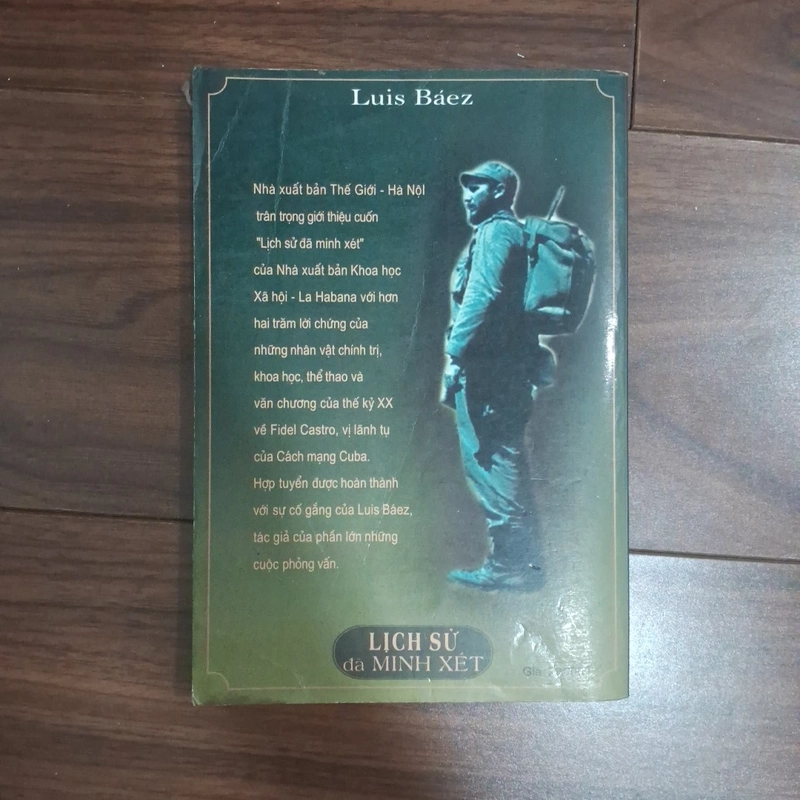 Luis Báez
Nhà xuất bản Thế Giới - Hà Nội
trân trọng giới thiệu cuốn
"Lịch sử đã minh xét"
của Nhà xuất bản Khoa học
Xã hội - La Habana với hơn
hai trăm lời chứng của
những nhân vật chính trị,
khoa học, thể thao và
văn chương của thế kỷ XX
về Fidel Castro, vị lãnh tụ
của Cách mạng Cuba.
Hợp tuyển được hoàn thành
với sự cố gắng của Luis Báez,
tác giả của phần lớn những
cuộc phỏng vấn.
LỊCH SỬ
đã MINH XÉT